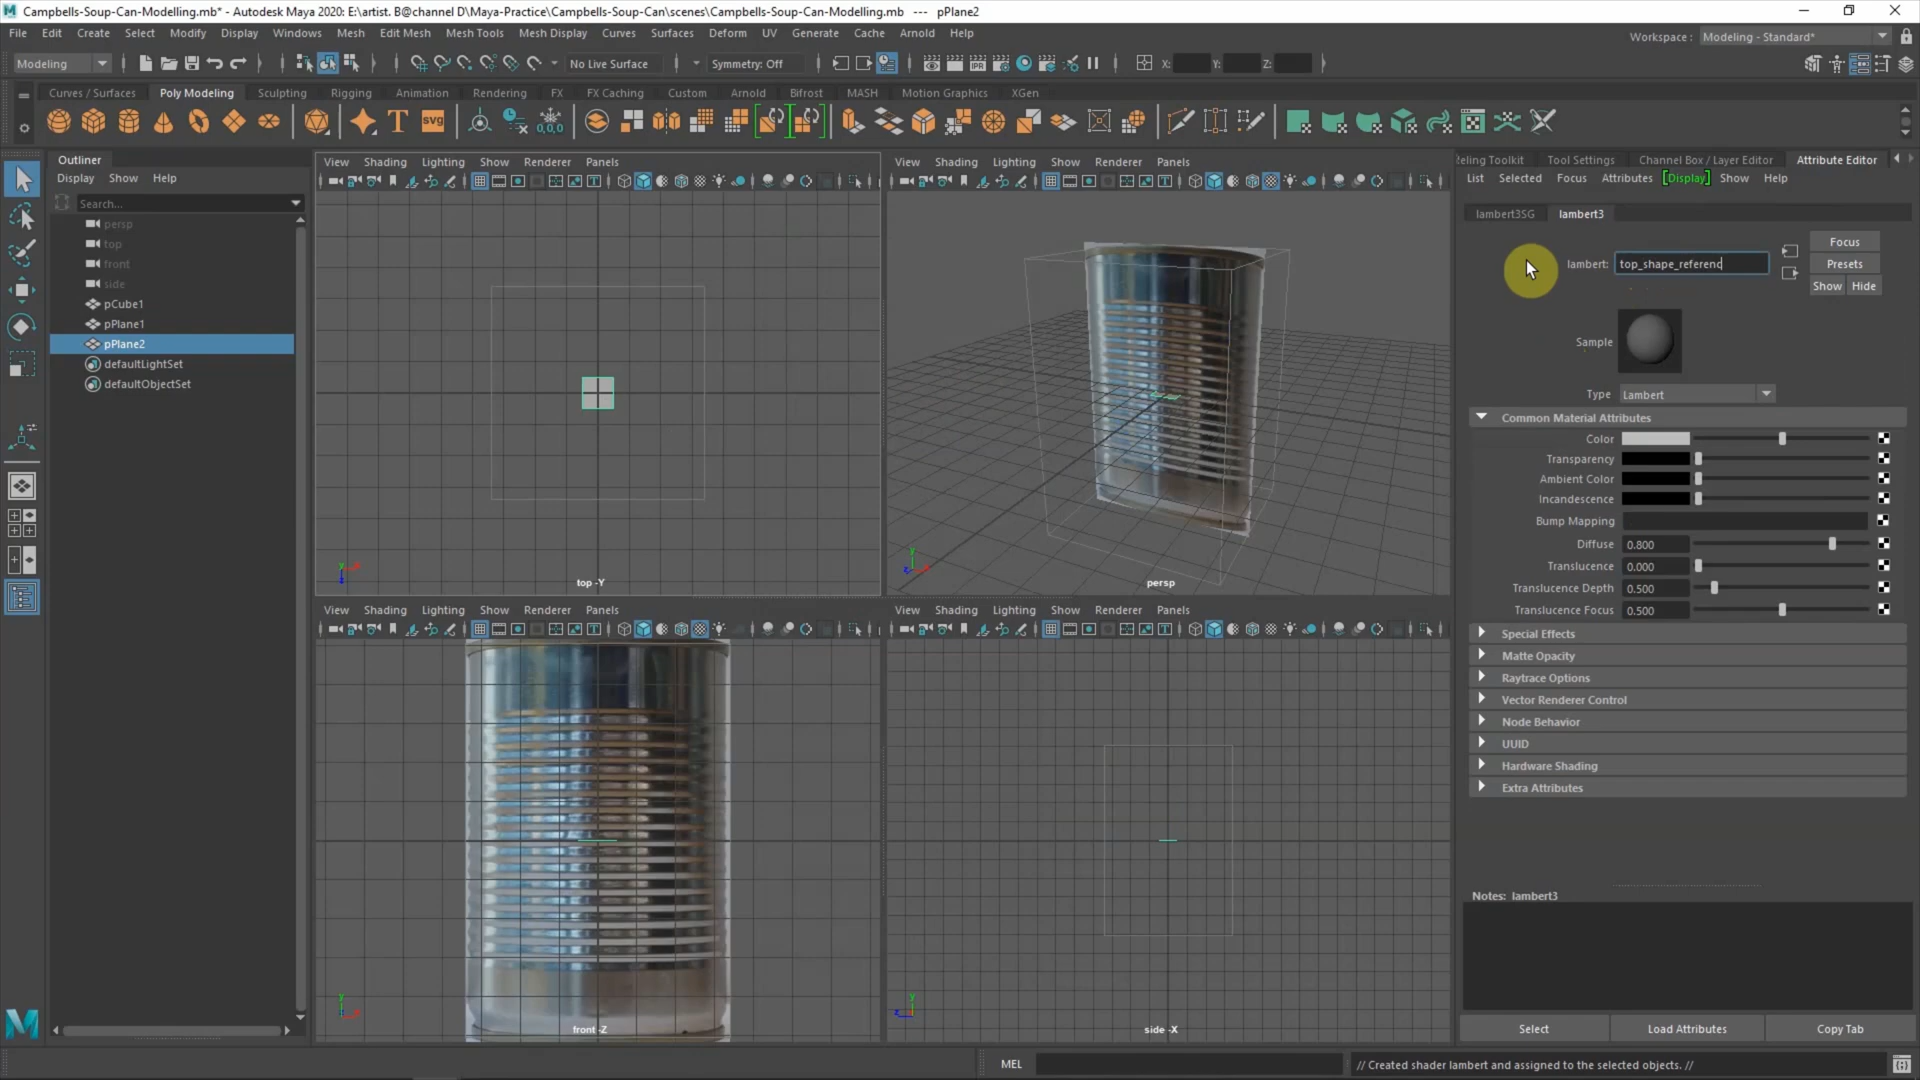 Campbells-Soup-Can-Modelling.mb* - Autodesk Maya 2020: E:\artist. B@channel D\Maya-Practice\Campbells-Soup-Can\scenes\Campbells-Soup-Can-Modelling.mb --- pPlane2
File Edit Create Select Modify Display Windows Mesh Edit Mesh Mesh Tools Mesh Display Curves Surfaces Deform UV Generate Cache Arnold Help
Workspace : Modeling - Standard*
Modeling No Live Surface Symmetry: Off X: Y: Z:
Curves / Surfaces Poly Modeling Sculpting Rigging Animation Rendering FX FX Caching Custom Arnold Bifrost MASH Motion Graphics XGen
T svg 0,0,0
Outliner
Display Show Help
Search...
persp
top
front
side
pCube1
pPlane1
pPlane2
defaultLightSet
defaultObjectSet
View Shading Lighting Show Renderer Panels
top -Y
View Shading Lighting Show Renderer Panels
persp
View Shading Lighting Show Renderer Panels
front -Z
View Shading Lighting Show Renderer Panels
side -X
eling Toolkit Tool Settings Channel Box / Layer Editor Attribute Editor
List Selected Focus Attributes [Display] Show Help
lambert3SG lambert3
lambert: top_shape_referenc
Focus
Presets
Show Hide
Sample
Type Lambert
Common Material Attributes
Color
Transparency
Ambient Color
Incandescence
Bump Mapping
Diffuse 0.800
Translucence 0.000
Translucence Depth 0.500
Translucence Focus 0.500
Special Effects
Matte Opacity
Raytrace Options
Vector Renderer Control
Node Behavior
UUID
Hardware Shading
Extra Attributes
Notes: lambert3
Select Load Attributes Copy Tab
MEL // Created shader lambert and assigned to the selected objects. //